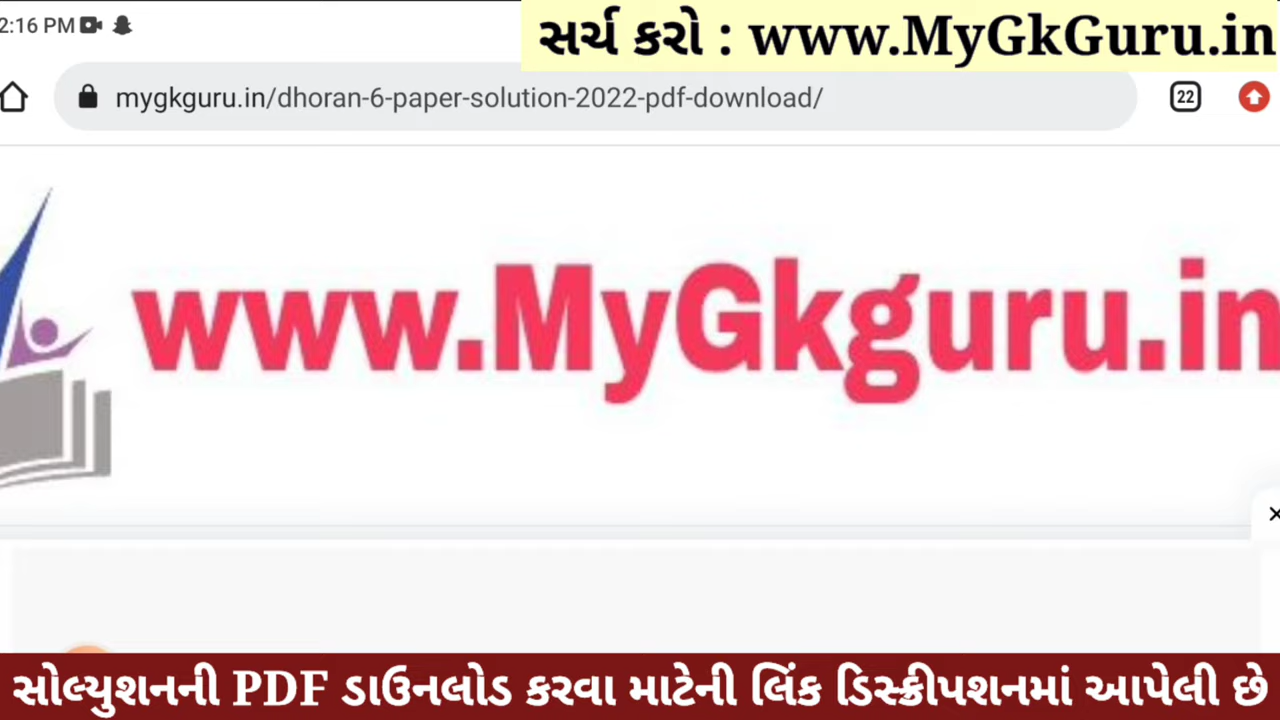 2:16 PM
સર્ચ કરો : www.MyGkGuru.in
mygkguru.in/dhoran-6-paper-solution-2022-pdf-download/
22
www.MyGkguru.in
સોલ્યુશનની PDF ડાઉનલોડ કરવા માટેની લિંક ડિસ્ક્રીપશનમાં આપેલી છે